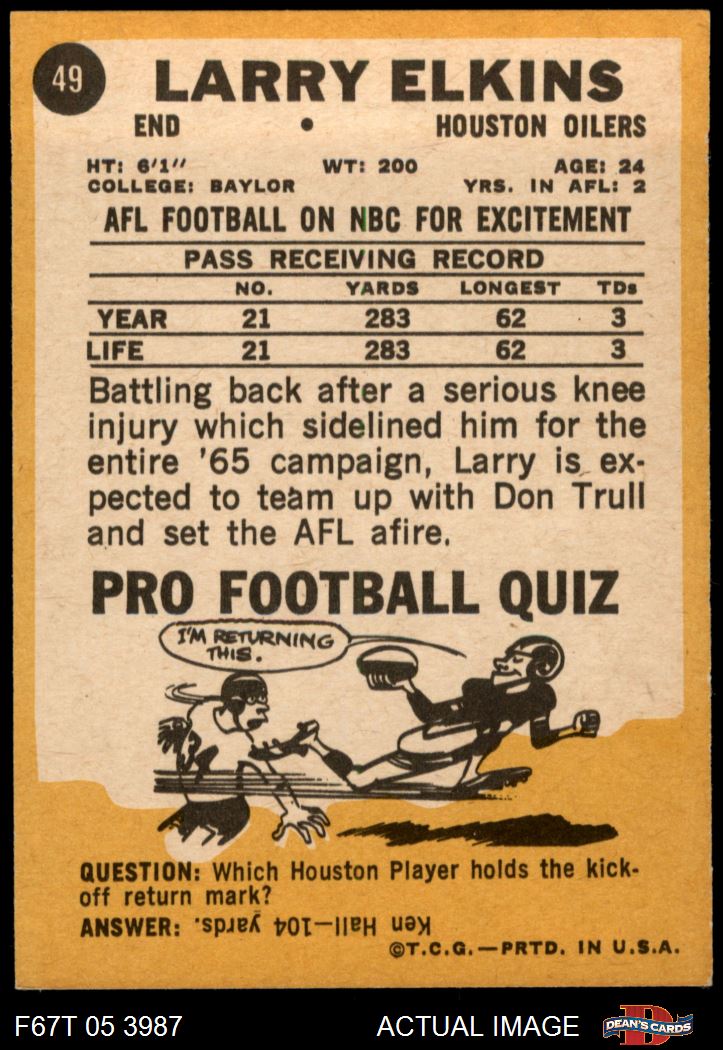 49
LARRY ELKINS
END • HOUSTON OILERS
HT: 6'1" WT: 200 AGE: 24
COLLEGE: BAYLOR YRS. IN AFL: 2
AFL FOOTBALL ON NBC FOR EXCITEMENT
PASS RECEIVING RECORD
NO. YARDS LONGEST TDs
YEAR 21 283 62 3
LIFE 21 283 62 3
Battling back after a serious knee
injury which sidelined him for the
entire '65 campaign, Larry is ex-
pected to team up with Don Trull
and set the AFL afire.
PRO FOOTBALL QUIZ
I'M RETURNING
THIS.
QUESTION: Which Houston Player holds the kick-
off return mark?
ANSWER: Ken Hall—104 yards.
©T.C.G.—PRTD. IN U.S.A.
F67T 05 3987 ACTUAL IMAGE DEAN'S CARDS